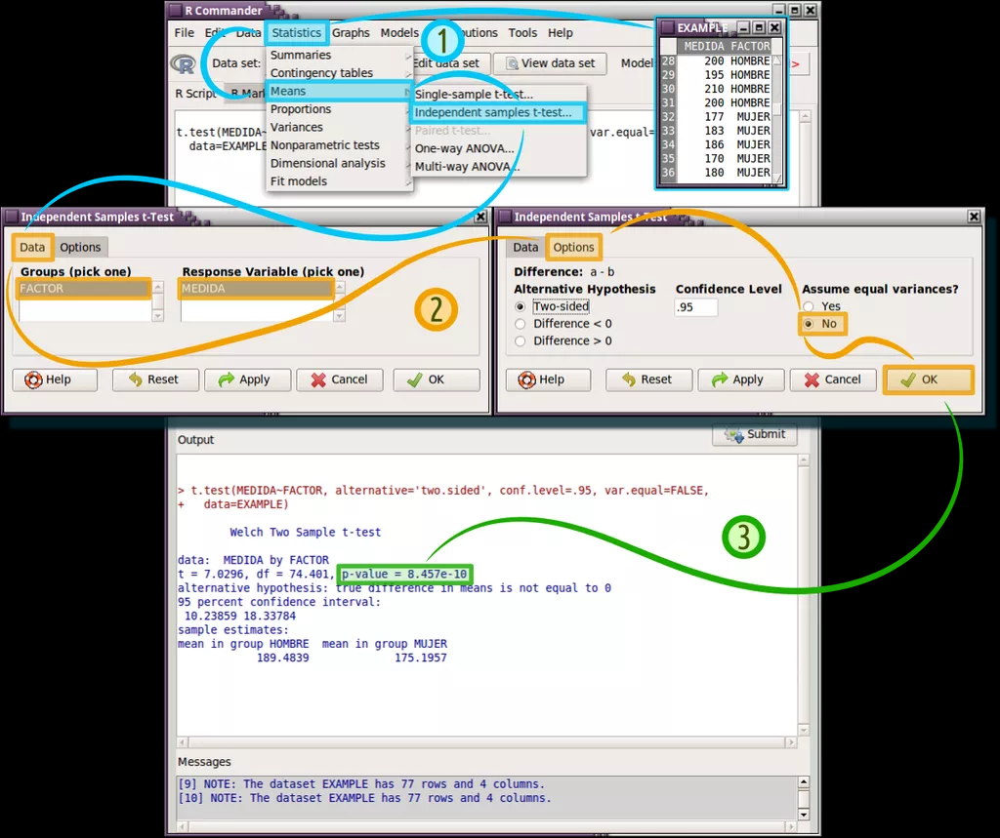 R Commander
File Edit Data Statistics Graphs Models Help
Tools
1
Data set:
Edit data set
View data set
Model
>
R Script
Summaries
Contingency tables
Means
Proportions
Variances
Nonparametric tests
Dimensional analysis
Fit models
Single-sample t-test...
Independent samples t-test...
Paired t-test...
One-way ANOVA...
Multi-way ANOVA...
t.test(MEDIDA~
var.equal=
data=EXAMPLE
EXAMPLE
MEDIDA FACTOR
28 200 HOMBRE
29 195 HOMBRE
30 210 HOMBRE
31 200 HOMBRE
32 177 MUJER
33 183 MUJER
34 186 MUJER
35 170 MUJER
36 180 MUJER
Independent Samples t-Test
Data Options
Groups (pick one) Response Variable (pick one)
FACTOR MEDIDA
2
Help Reset Apply Cancel OK
Independent Samples t-Test
Data Options
Difference: a - b
Alternative Hypothesis Confidence Level Assume equal variances?
Two-sided .95 Yes
Difference < 0 No
Difference > 0
Help Reset Apply Cancel OK
Output
Submit
> t.test(MEDIDA~FACTOR, alternative='two.sided', conf.level=.95, var.equal=FALSE,
+ data=EXAMPLE)
3
Welch Two Sample t-test
data: MEDIDA by FACTOR
t = 7.0296, df = 74.401, p-value = 8.457e-10
alternative hypothesis: true difference in means is not equal to 0
95 percent confidence interval:
10.23859 18.33784
sample estimates:
mean in group HOMBRE mean in group MUJER
189.4839 175.1957
Messages
[9] NOTE: The dataset EXAMPLE has 77 rows and 4 columns.
[10] NOTE: The dataset EXAMPLE has 77 rows and 4 columns.